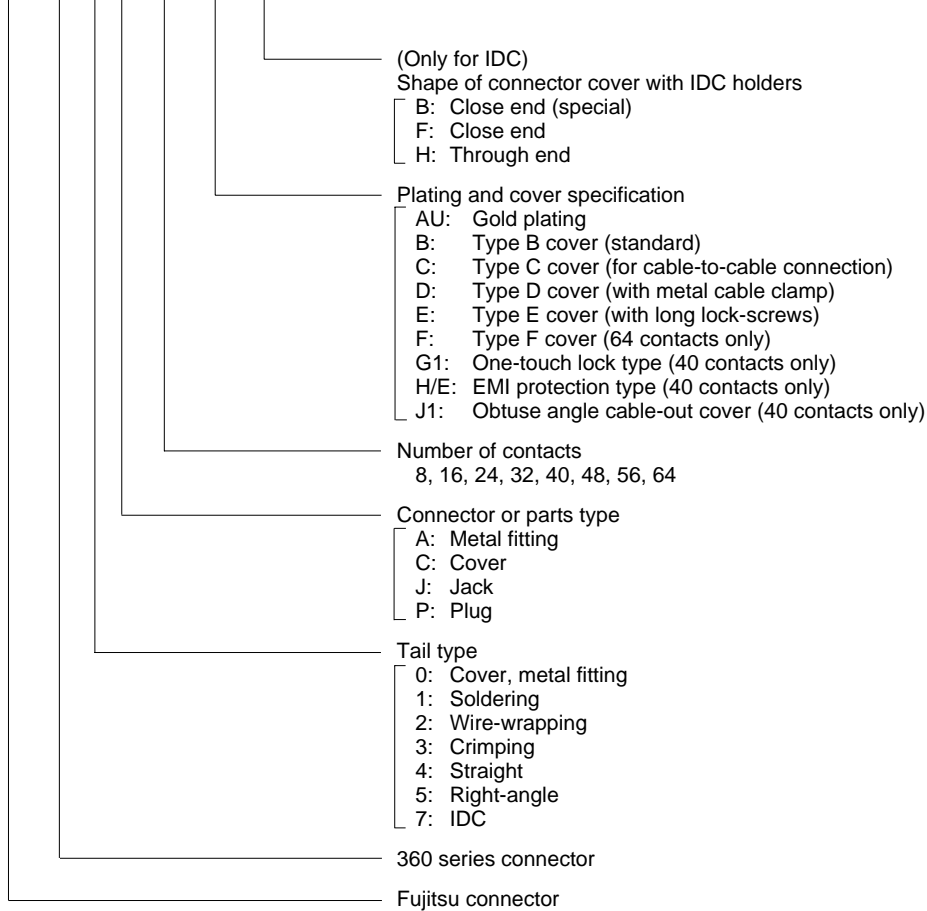 (Only for IDC)
Shape of connector cover with IDC holders
B: Close end (special)
F: Close end
H: Through end
Plating and cover specification
AU: Gold plating
B: Type B cover (standard)
C: Type C cover (for cable-to-cable connection)
D: Type D cover (with metal cable clamp)
E: Type E cover (with long lock-screws)
F: Type F cover (64 contacts only)
G1: One-touch lock type (40 contacts only)
H/E: EMI protection type (40 contacts only)
J1: Obtuse angle cable-out cover (40 contacts only)
Number of contacts
8, 16, 24, 32, 40, 48, 56, 64
Connector or parts type
A: Metal fitting
C: Cover
J: Jack
P: Plug
Tail type
0: Cover, metal fitting
1: Soldering
2: Wire-wrapping
3: Crimping
4: Straight
5: Right-angle
7: IDC
360 series connector
Fujitsu connector